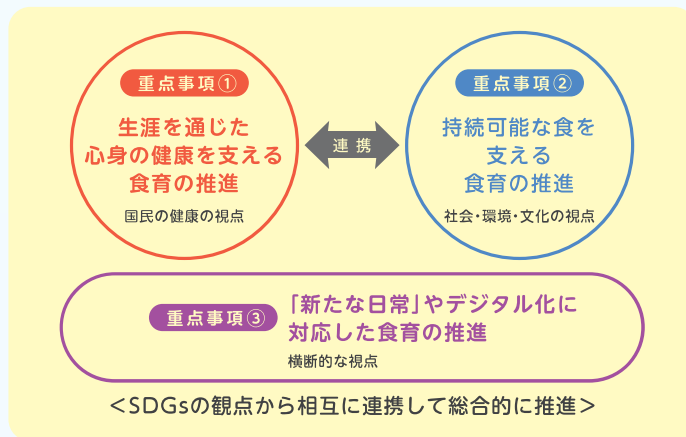 重点事項①
生涯を通じた
心身の健康を支える
食育の推進
国民の健康の視点
連携
重点事項②
持続可能な食を
支える
食育の推進
社会・環境・文化の視点
重点事項③
「新たな日常」やデジタル化に
対応した食育の推進
横断的な視点
＜SDGsの観点から相互に連携して総合的に推進＞